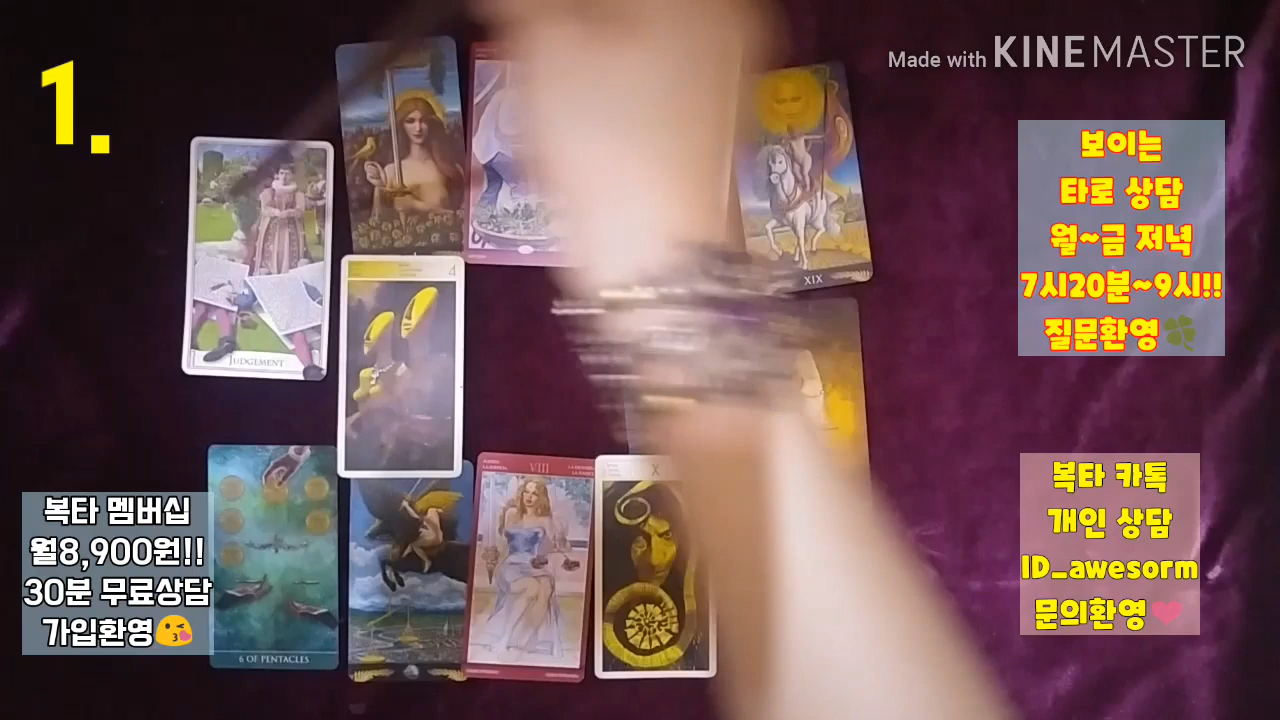 1.
Made with KINEMASTER
보이는
타로 상담
월~금 저녁
7시20분~9시!!
질문환영🍀
JUDGEMENT
4
XIX
VIII
X
6 OF PENTACLES
복타 멤버십
월8,900원!!
30분 무료상담
가입환영😘
복타 카톡
개인 상담
ID_awesorm
문의환영💗